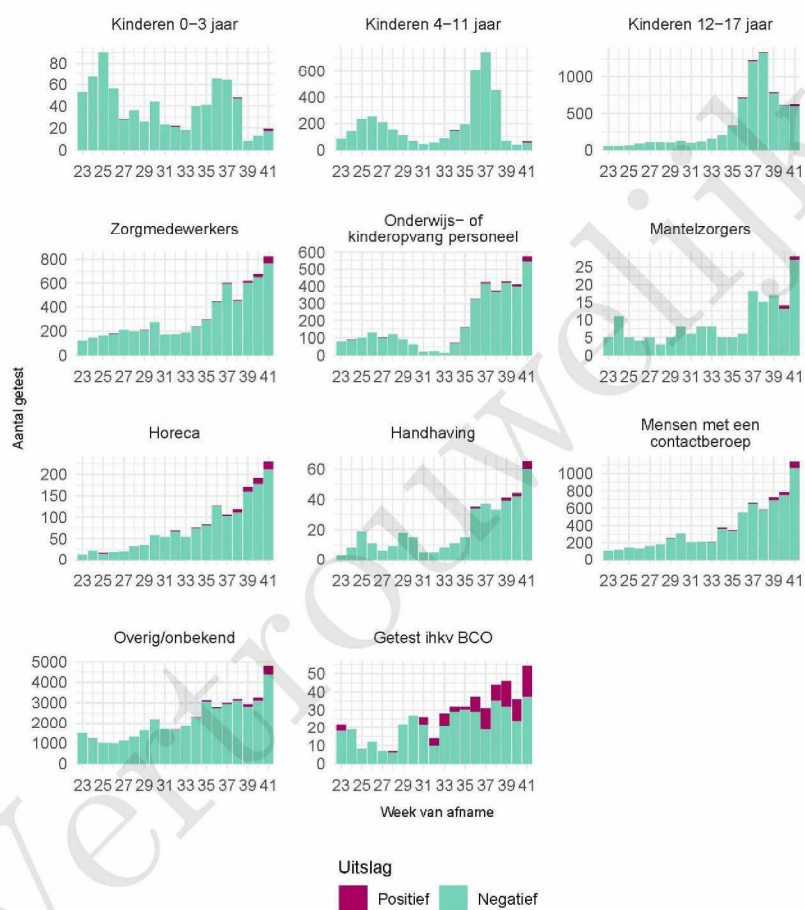 Kinderen 0−3 jaar
Kinderen 4−11 jaar
Kinderen 12−17 jaar
80
60
40
20
0
23 25 27 29 31 33 35 37 39 41
600
400
200
0
23 25 27 29 31 33 35 37 39 41
1000
500
0
23 25 27 29 31 33 35 37 39 41
Zorgmedewerkers
Onderwijs− of
kinderopvang personeel
Mantelzorgers
800
600
400
200
0
23 25 27 29 31 33 35 37 39 41
600
500
400
300
200
100
0
23 25 27 29 31 33 35 37 39 41
25
20
15
10
5
0
23 25 27 29 31 33 35 37 39 41
Aantal getest
Horeca
Handhaving
Mensen met een
contactberoep
200
150
100
50
0
23 25 27 29 31 33 35 37 39 41
60
40
20
0
23 25 27 29 31 33 35 37 39 41
1000
800
600
400
200
0
23 25 27 29 31 33 35 37 39 41
Overig/onbekend
Getest ihkv BCO
5000
4000
3000
2000
1000
0
23 25 27 29 31 33 35 37 39 41
50
40
30
20
10
0
23 25 27 29 31 33 35 37 39 41
Week van afname
Uitslag
Positief
Negatief
Vertrouwelijk